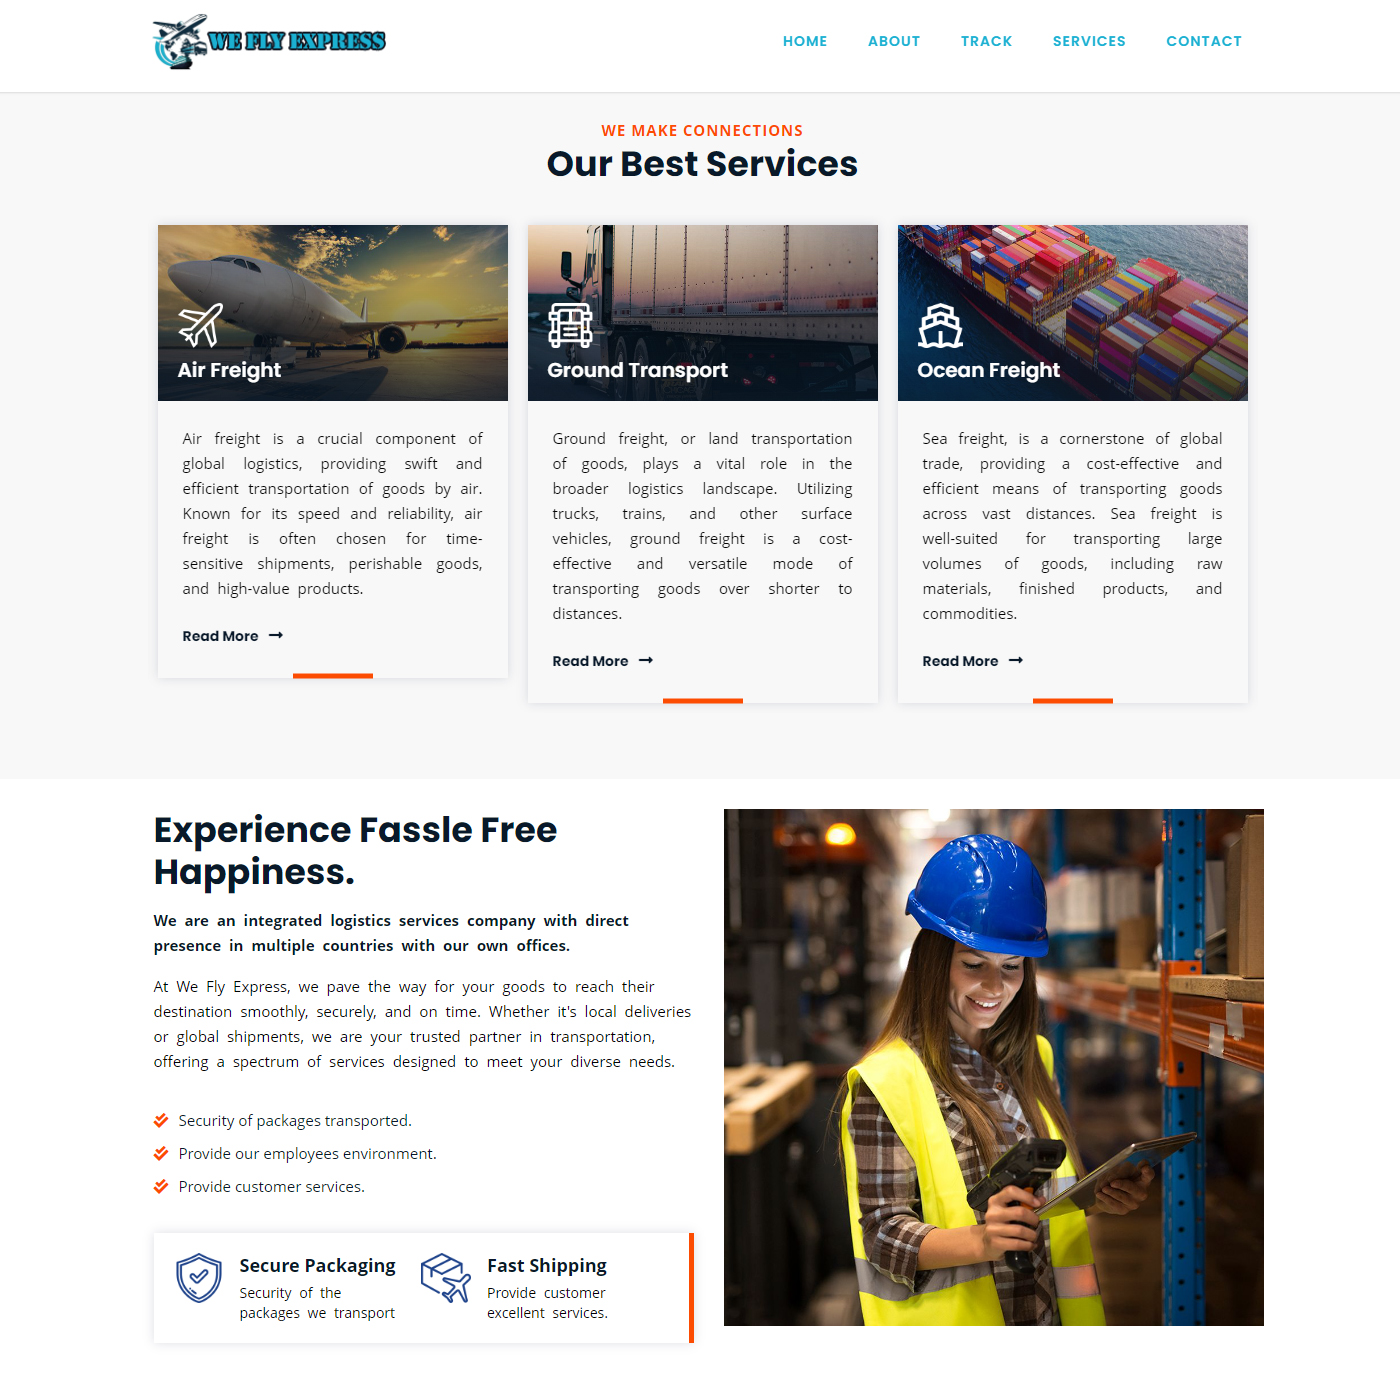 WE FLY EXPRESS
HOME ABOUT TRACK SERVICES CONTACT
WE MAKE CONNECTIONS
Our Best Services
Air Freight
Air freight is a crucial component of
global logistics, providing swift and
efficient transportation of goods by air.
Known for its speed and reliability, air
freight is often chosen for time-
sensitive shipments, perishable goods,
and high-value products.
Read More
Ground Transport
Ground freight, or land transportation
of goods, plays a vital role in the
broader logistics landscape. Utilizing
trucks, trains, and other surface
vehicles, ground freight is a cost-
effective and versatile mode of
transporting goods over shorter to
distances.
Read More
Ocean Freight
Sea freight, is a cornerstone of global
trade, providing a cost-effective and
efficient means of transporting goods
across vast distances. Sea freight is
well-suited for transporting large
volumes of goods, including raw
materials, finished products, and
commodities.
Read More
Experience Fassle Free
Happiness.
We are an integrated logistics services company with direct
presence in multiple countries with our own offices.
At We Fly Express, we pave the way for your goods to reach their
destination smoothly, securely, and on time. Whether it's local deliveries
or global shipments, we are your trusted partner in transportation,
offering a spectrum of services designed to meet your diverse needs.
Security of packages transported.
Provide our employees environment.
Provide customer services.
Secure Packaging
Security of the
packages we transport
Fast Shipping
Provide customer
excellent services.